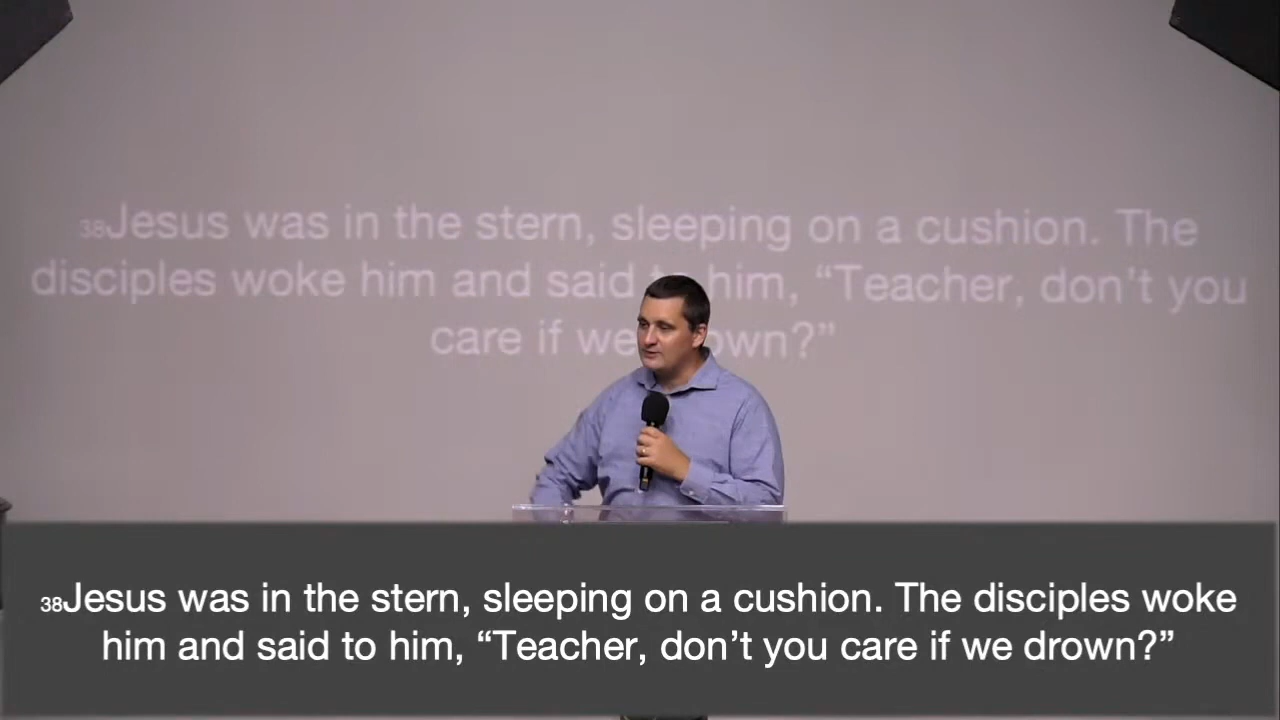 38Jesus was in the stern, sleeping on a cushion. The
disciples woke him and said him, “Teacher, don’t you
care if we own?”
38Jesus was in the stern, sleeping on a cushion. The disciples woke
him and said to him, “Teacher, don’t you care if we drown?”